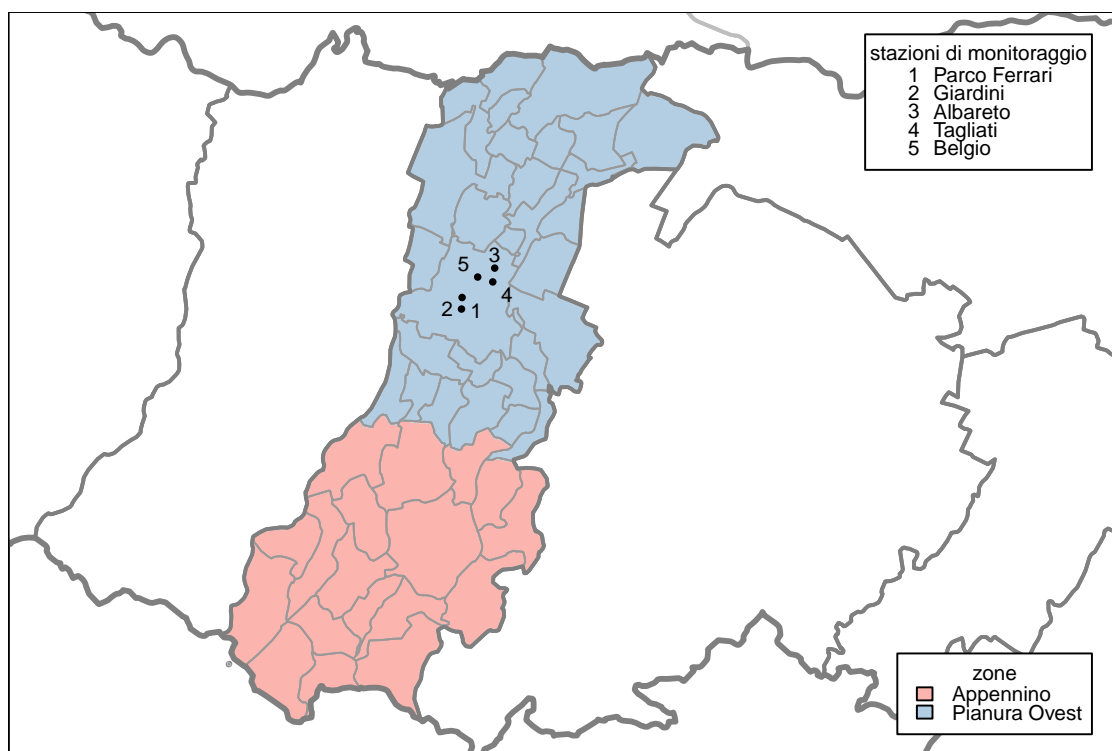 stazioni di monitoraggio
1 Parco Ferrari
2 Giardini
3 Albareto
4 Tagliati
5 Belgio
3
5
4
2
1
zone
Appennino
Pianura Ovest